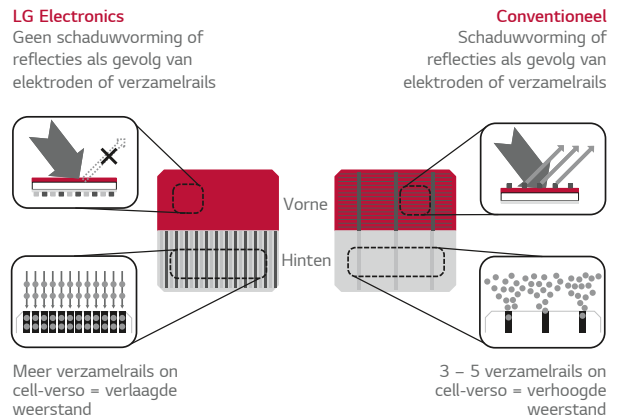 LG Electronics
Geen schaduwvorming of
reflecties als gevolg van
elektroden of verzamelrails
Conventioneel
Schaduwvorming of
reflecties als gevolg van
elektroden of verzamelrails
Vorne
Hinten
Meer verzamelrails on
cell-verso = verlaagde
weerstand
3 – 5 verzamelrails on
cell-verso = verhoogde
weerstand